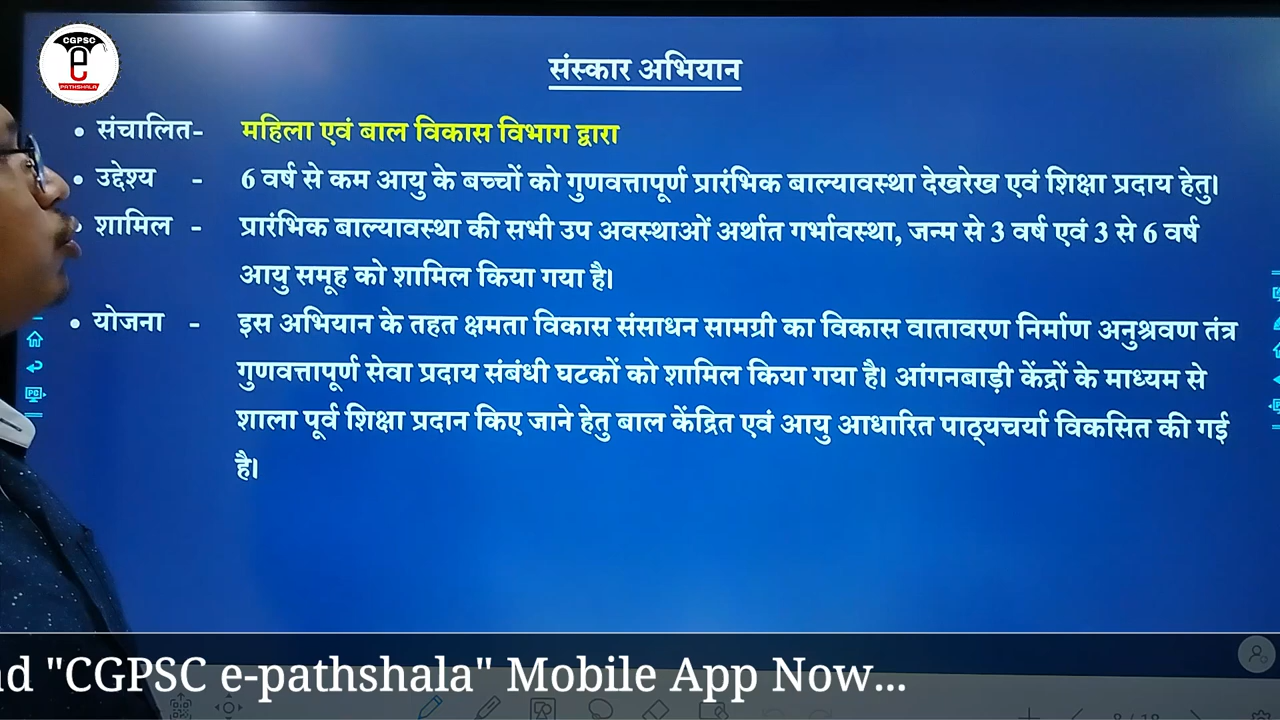 CGPSC
e
PATHSHALA
संस्कार अभियान
• संचालित- महिला एवं बाल विकास विभाग द्वारा
• उद्देश्य - 6 वर्ष से कम आयु के बच्चों को गुणवत्तापूर्ण प्रारंभिक बाल्यावस्था देखरेख एवं शिक्षा प्रदाय हेतु।
• शामिल - प्रारंभिक बाल्यावस्था की सभी उप अवस्थाओं अर्थात गर्भावस्था, जन्म से 3 वर्ष एवं 3 से 6 वर्ष
आयु समूह को शामिल किया गया है।
• योजना - इस अभियान के तहत क्षमता विकास संसाधन सामग्री का विकास वातावरण निर्माण अनुश्रवण तंत्र
गुणवत्तापूर्ण सेवा प्रदाय संबंधी घटकों को शामिल किया गया है। आंगनबाड़ी केंद्रों के माध्यम से
शाला पूर्व शिक्षा प्रदान किए जाने हेतु बाल केंद्रित एवं आयु आधारित पाठ्यचर्या विकसित की गई
है।
"CGPSC e-pathshala" Mobile App Now...